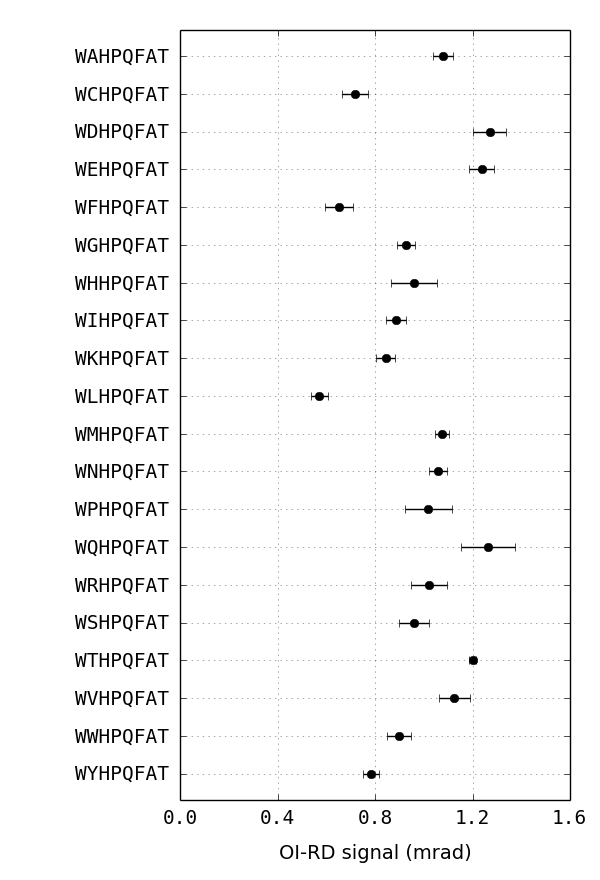 WAHPQFAT
WCHPQFAT
WDHPQFAT
WEHPQFAT
WFHPQFAT
WGHPQFAT
WHHPQFAT
WIHPQFAT
WKHPQFAT
WLHPQFAT
WMHPQFAT
WNHPQFAT
WPHPQFAT
WQHPQFAT
WRHPQFAT
WSHPQFAT
WTHPQFAT
WVHPQFAT
WWHPQFAT
WYHPQFAT
0.0 0.4 0.8 1.2 1.6
OI-RD signal (mrad)